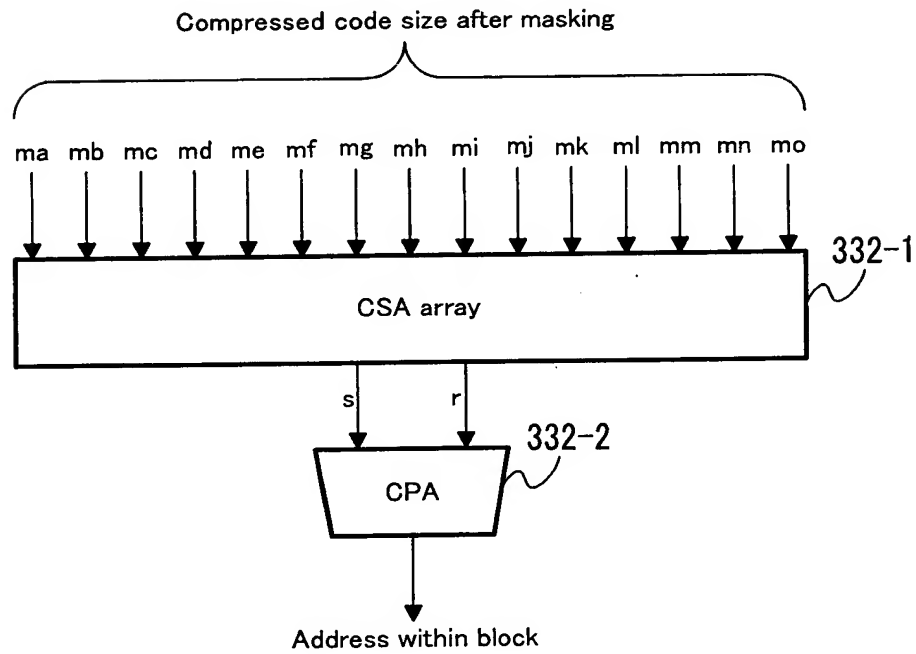 Compressed code size after masking
ma mb mc md me mf mg mh mi mj mk ml mm mn mo
332-1
CSA array
s r
332-2
CPA
Address within block